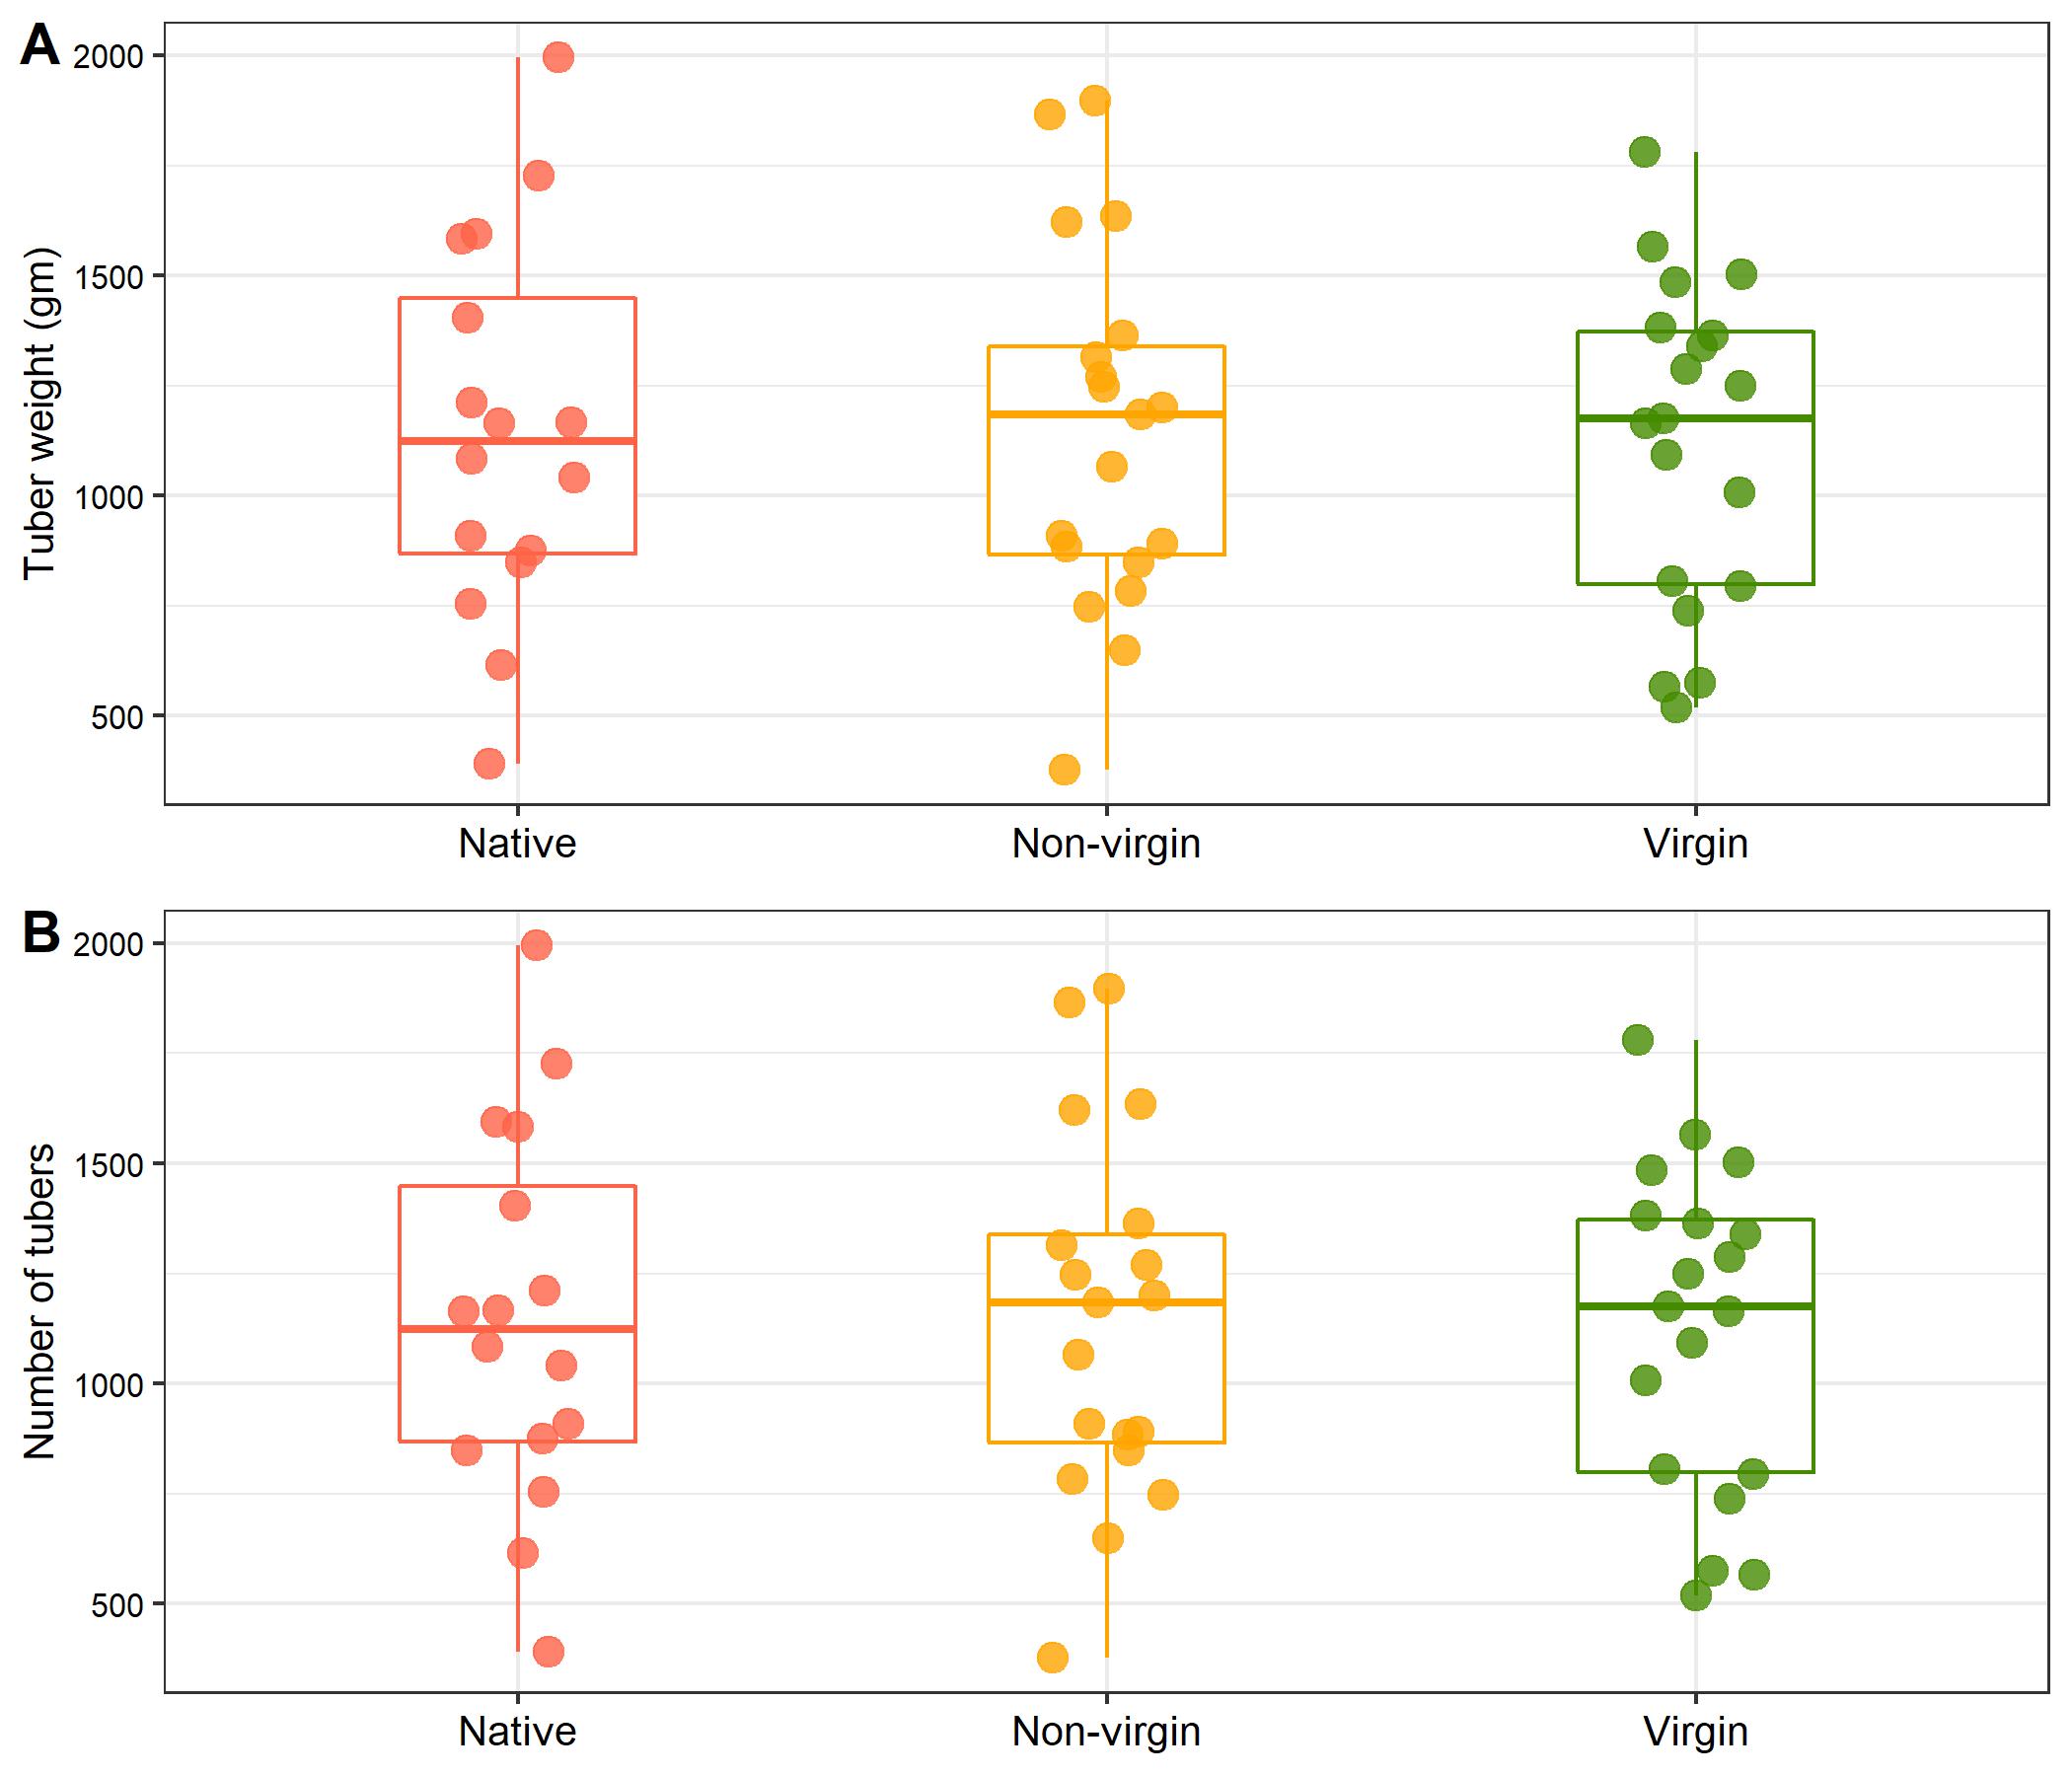 A
2000
1500
1000
500
Tuber weight (gm)
Native Non-virgin Virgin
B
2000
1500
1000
500
Number of tubers
Native Non-virgin Virgin